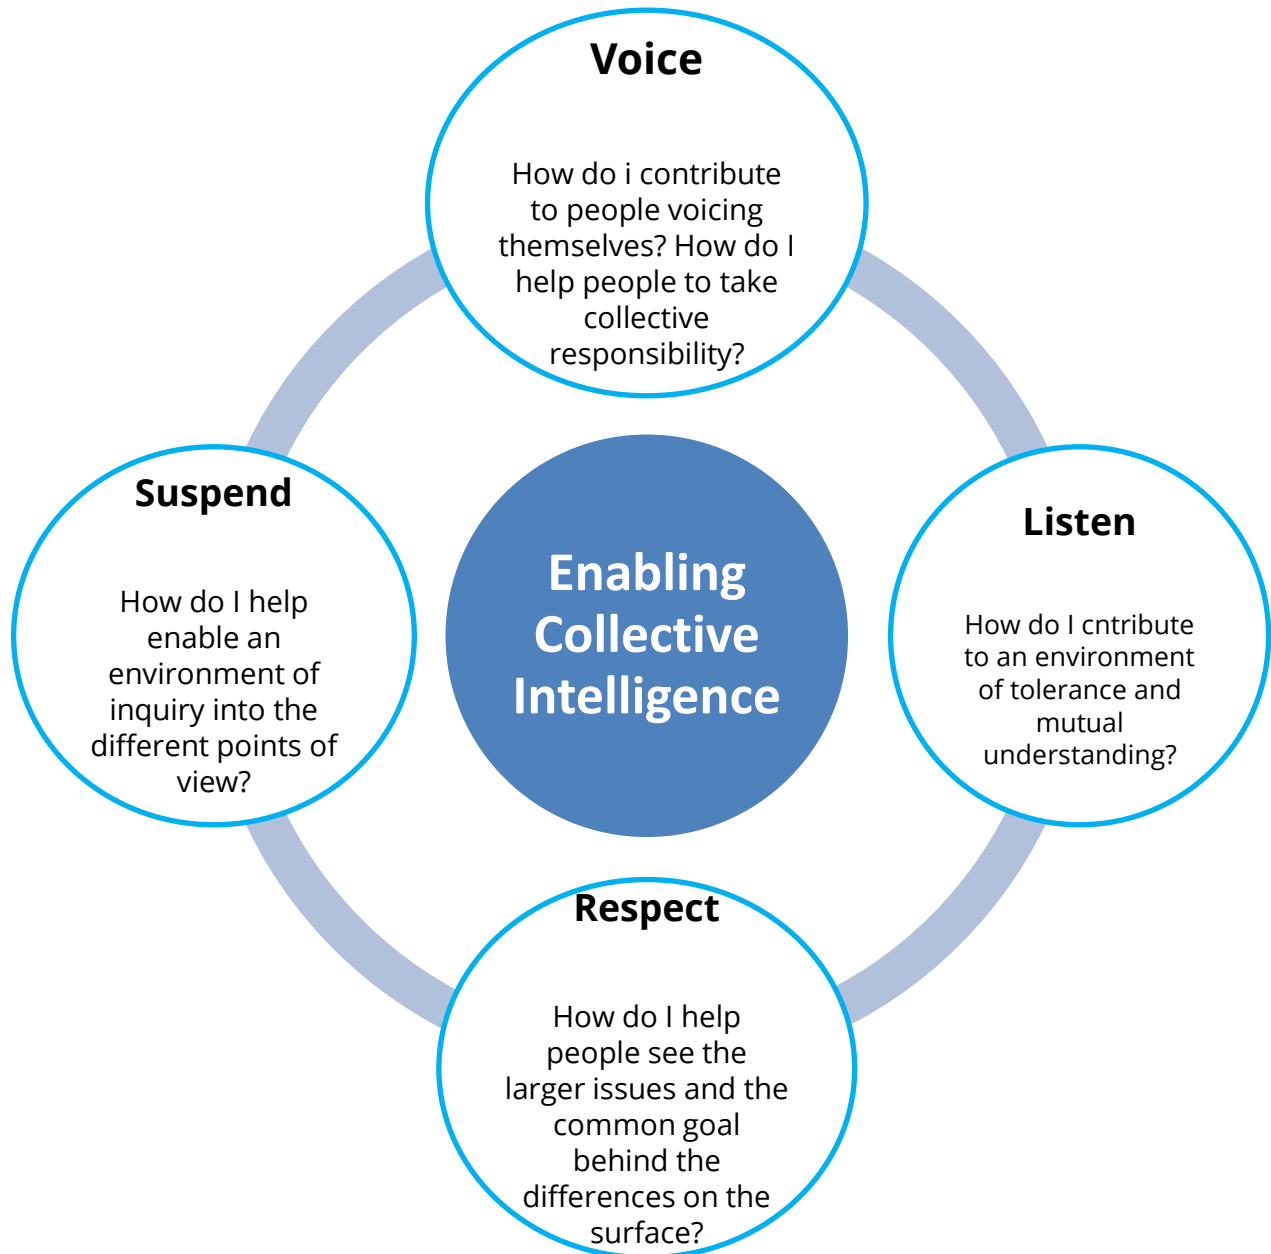 Voice
How do i contribute
to people voicing
themselves? How do I
help people to take
collective
responsibility?
Suspend
How do I help
enable an
environment of
inquiry into the
different points of
view?
Enabling
Collective
Intelligence
Listen
How do I cntribute
to an environment
of tolerance and
mutual
understanding?
Respect
How do I help
people see the
larger issues and the
common goal
behind the
differences on the
surface?